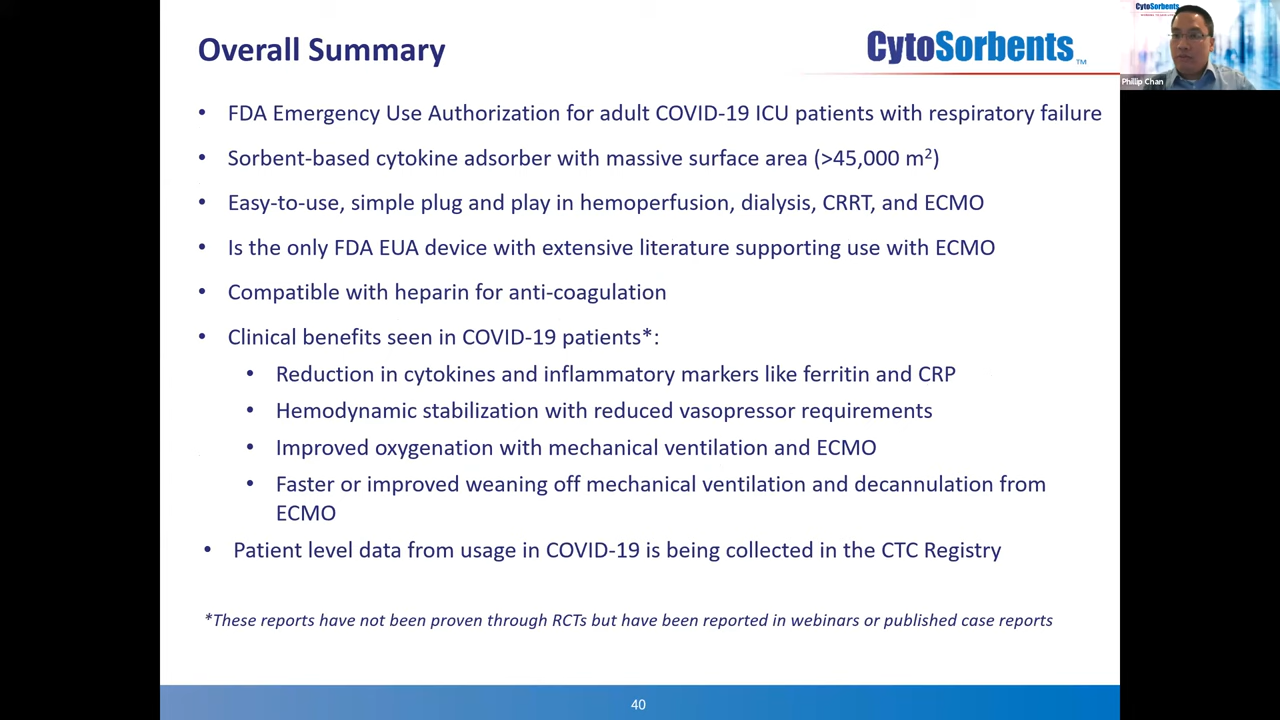 Overall Summary
CytoSorbents™
CytoSorbents
Philip Chan
• FDA Emergency Use Authorization for adult COVID-19 ICU patients with respiratory failure
• Sorbent-based cytokine adsorber with massive surface area (>45,000 m²)
• Easy-to-use, simple plug and play in hemoperfusion, dialysis, CRRT, and ECMO
• Is the only FDA EUA device with extensive literature supporting use with ECMO
• Compatible with heparin for anti-coagulation
• Clinical benefits seen in COVID-19 patients*:
• Reduction in cytokines and inflammatory markers like ferritin and CRP
• Hemodynamic stabilization with reduced vasopressor requirements
• Improved oxygenation with mechanical ventilation and ECMO
• Faster or improved weaning off mechanical ventilation and decannulation from
ECMO
• Patient level data from usage in COVID-19 is being collected in the CTC Registry
*These reports have not been proven through RCTs but have been reported in webinars or published case reports
40